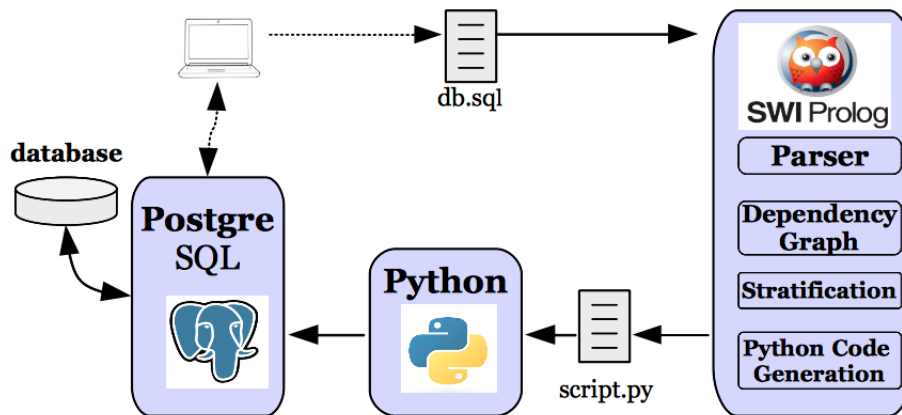 db.sql
SWI Prolog
Parser
Dependency
Graph
Stratification
Python Code
Generation
database
Postgre
SQL
Python
script.py